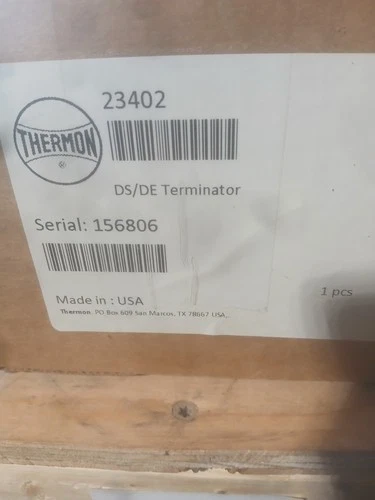 23402
THERMON
®
DS/DE Terminator
Serial: 156806
Made in : USA
1 pcs
Thermon. PO Box 609 San Marcos, TX 78667 USA.